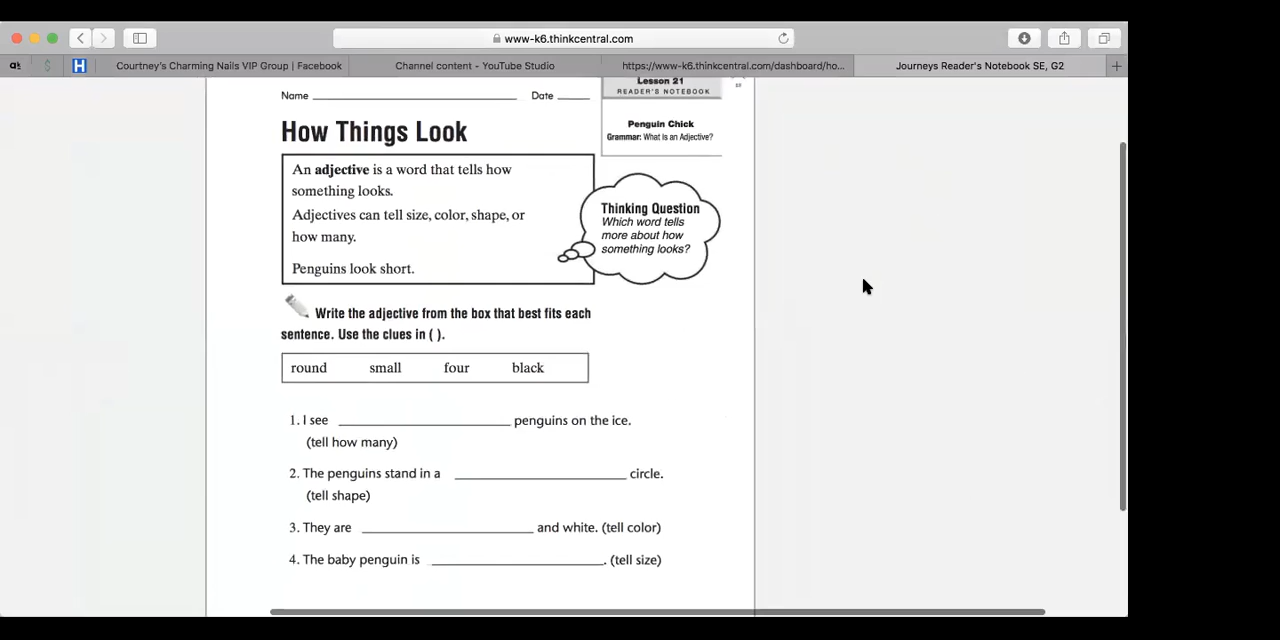 www-k6.thinkcentral.com
Courtney's Charming Nails VIP Group | Facebook
Channel content - YouTube Studio
https://www-k6.thinkcentral.com/dashboard/ho...
Journeys Reader's Notebook SE, G2
Name Date
Lesson 21
READER'S NOTEBOOK
Penguin Chick
Grammar: What Is an Adjective?
How Things Look
An adjective is a word that tells how
something looks.
Adjectives can tell size, color, shape, or
how many.
Penguins look short.
Thinking Question
Which word tells
more about how
something looks?
Write the adjective from the box that best fits each
sentence. Use the clues in ( ).
round small four black
1. I see ____ penguins on the ice.
(tell how many)
2. The penguins stand in a ____ circle.
(tell shape)
3. They are ____ and white. (tell color)
4. The baby penguin is ____. (tell size)